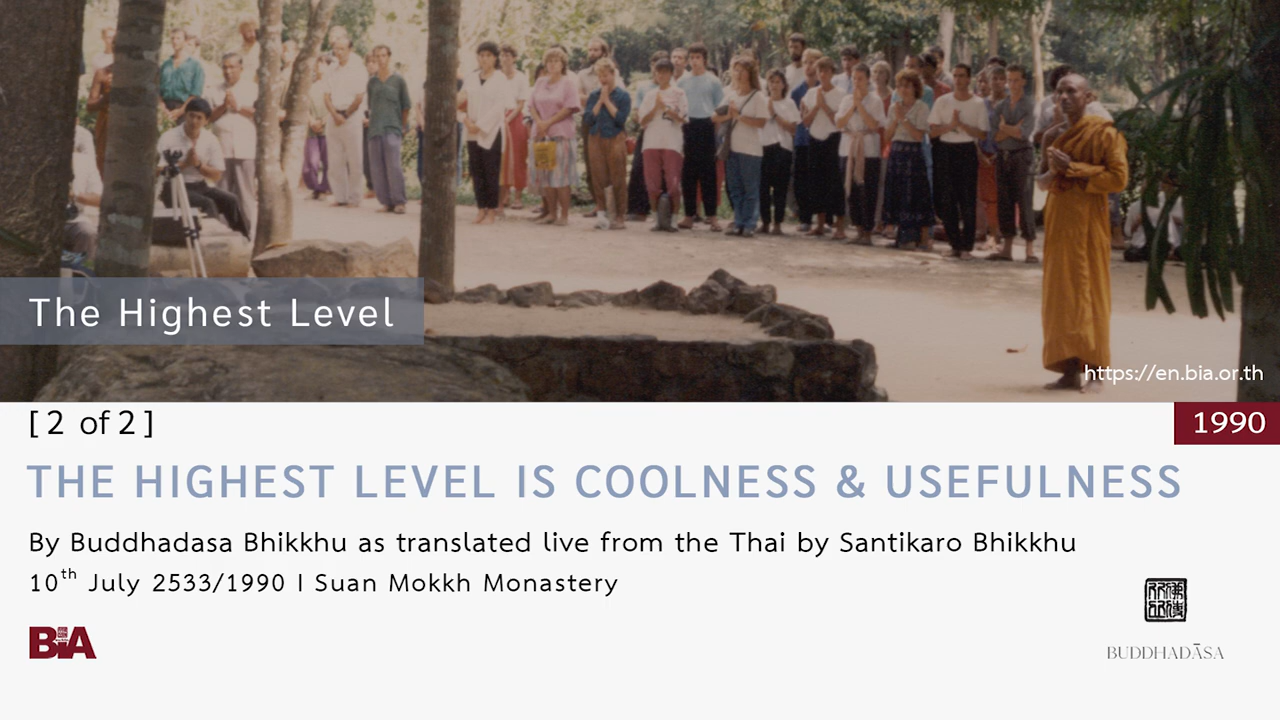 The Highest Level
https://en.bia.or.th
[ 2 of 2 ]
1990
THE HIGHEST LEVEL IS COOLNESS & USEFULNESS
By Buddhadasa Bhikkhu as translated live from the Thai by Santikaro Bhikkhu
10th July 2533/1990 I Suan Mokkh Monastery
BIA
BUDDHADĀSA